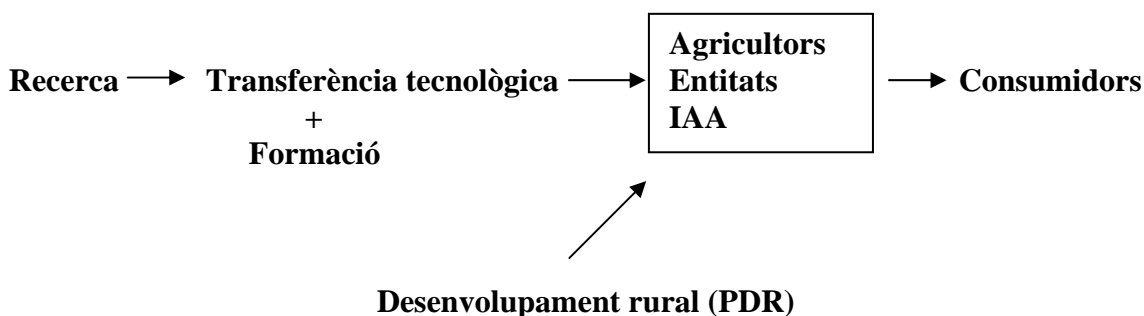 Recerca
Transferència tecnològica
+
Formació
Agricultors
Entitats
IAA
Consumidors
Desenvolupament rural (PDR)